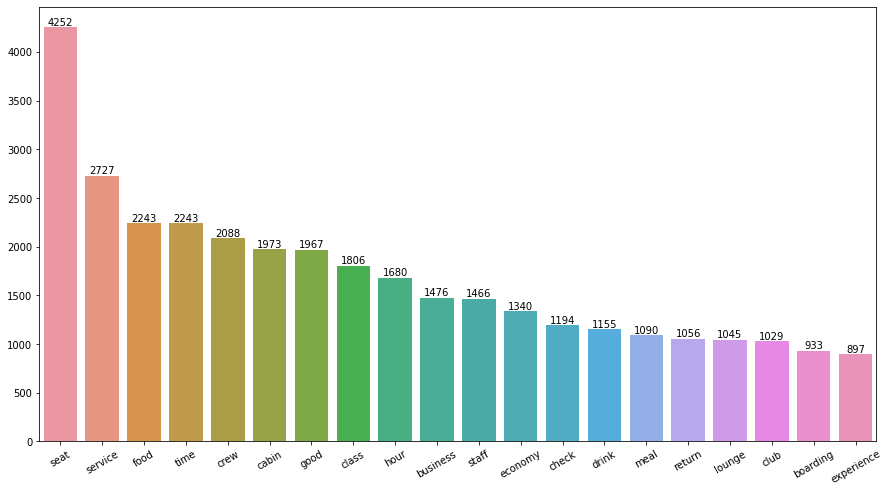 4252
2727
2243
2243
2088
1973
1967
1806
1680
1476
1466
1340
1194
1155
1090
1056
1045
1029
933
897
4000
3500
3000
2500
2000
1500
1000
500
0
seat
service
food
time
crew
cabin
good
class
hour
business
staff
economy
check
drink
meal
return
lounge
club
boarding
experience